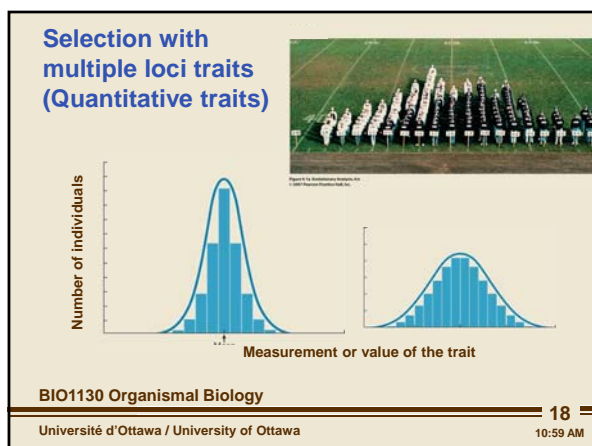 Selection with
multiple loci traits
(Quantitative traits)
Number of individuals
Measurement or value of the trait
BIO1130 Organismal Biology
18
Université d'Ottawa / University of Ottawa
10:59 AM